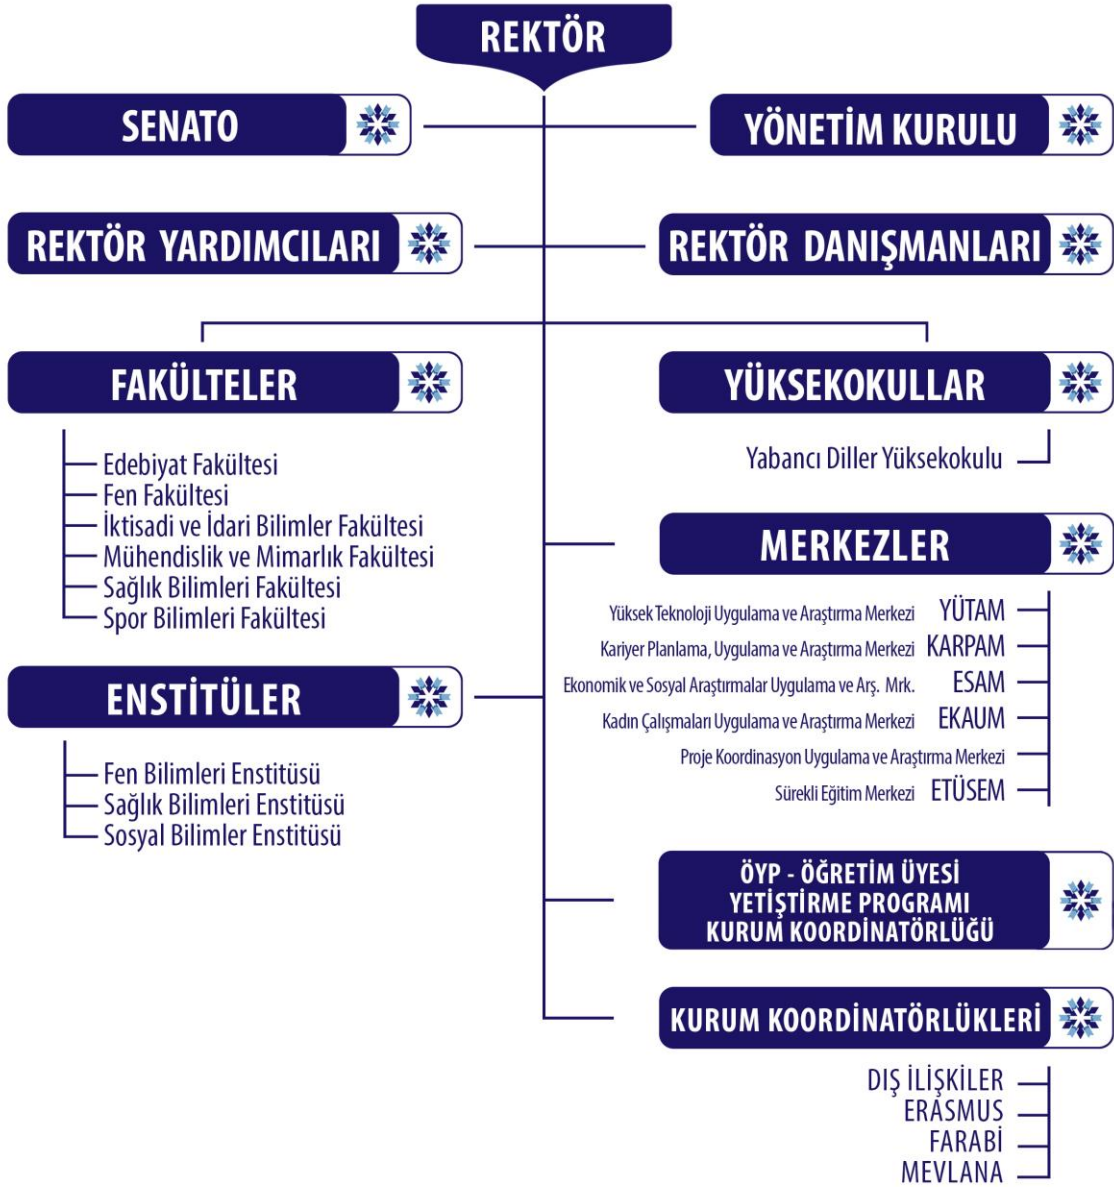 REKTÖR
SENATO
YÖNETİM KURULU
REKTÖR YARDIMCILARI
REKTÖR DANIŞMANLARI
FAKÜLTELER
Edebiyat Fakültesi
Fen Fakültesi
İktisadi ve İdari Bilimler Fakültesi
Mühendislik ve Mimarlık Fakültesi
Sağlık Bilimleri Fakültesi
Spor Bilimleri Fakültesi
ENSTİTÜLER
Fen Bilimleri Enstitüsü
Sağlık Bilimleri Enstitüsü
Sosyal Bilimler Enstitüsü
YÜKSEKOKULLAR
Yabancı Diller Yüksekokulu
MERKEZLER
Yüksek Teknoloji Uygulama ve Araştırma Merkezi YÜTAM
Kariyer Planlama, Uygulama ve Araştırma Merkezi KARPAM
Ekonomik ve Sosyal Araştırmalar Uygulama ve Arş. Mrk. ESAM
Kadın Çalışmaları Uygulama ve Araştırma Merkezi EKAUM
Proje Koordinasyon Uygulama ve Araştırma Merkezi
Sürekli Eğitim Merkezi ETÜSEM
ÖYP - ÖĞRETİM ÜYESİ
YETİŞTİRME PROGRAMI
KURUM KOORDİNATÖRLÜĞÜ
KURUM KOORDİNATÖRLÜKLERİ
DIŞ İLİŞKİLER
ERASMUS
FARABİ
MEVLANA